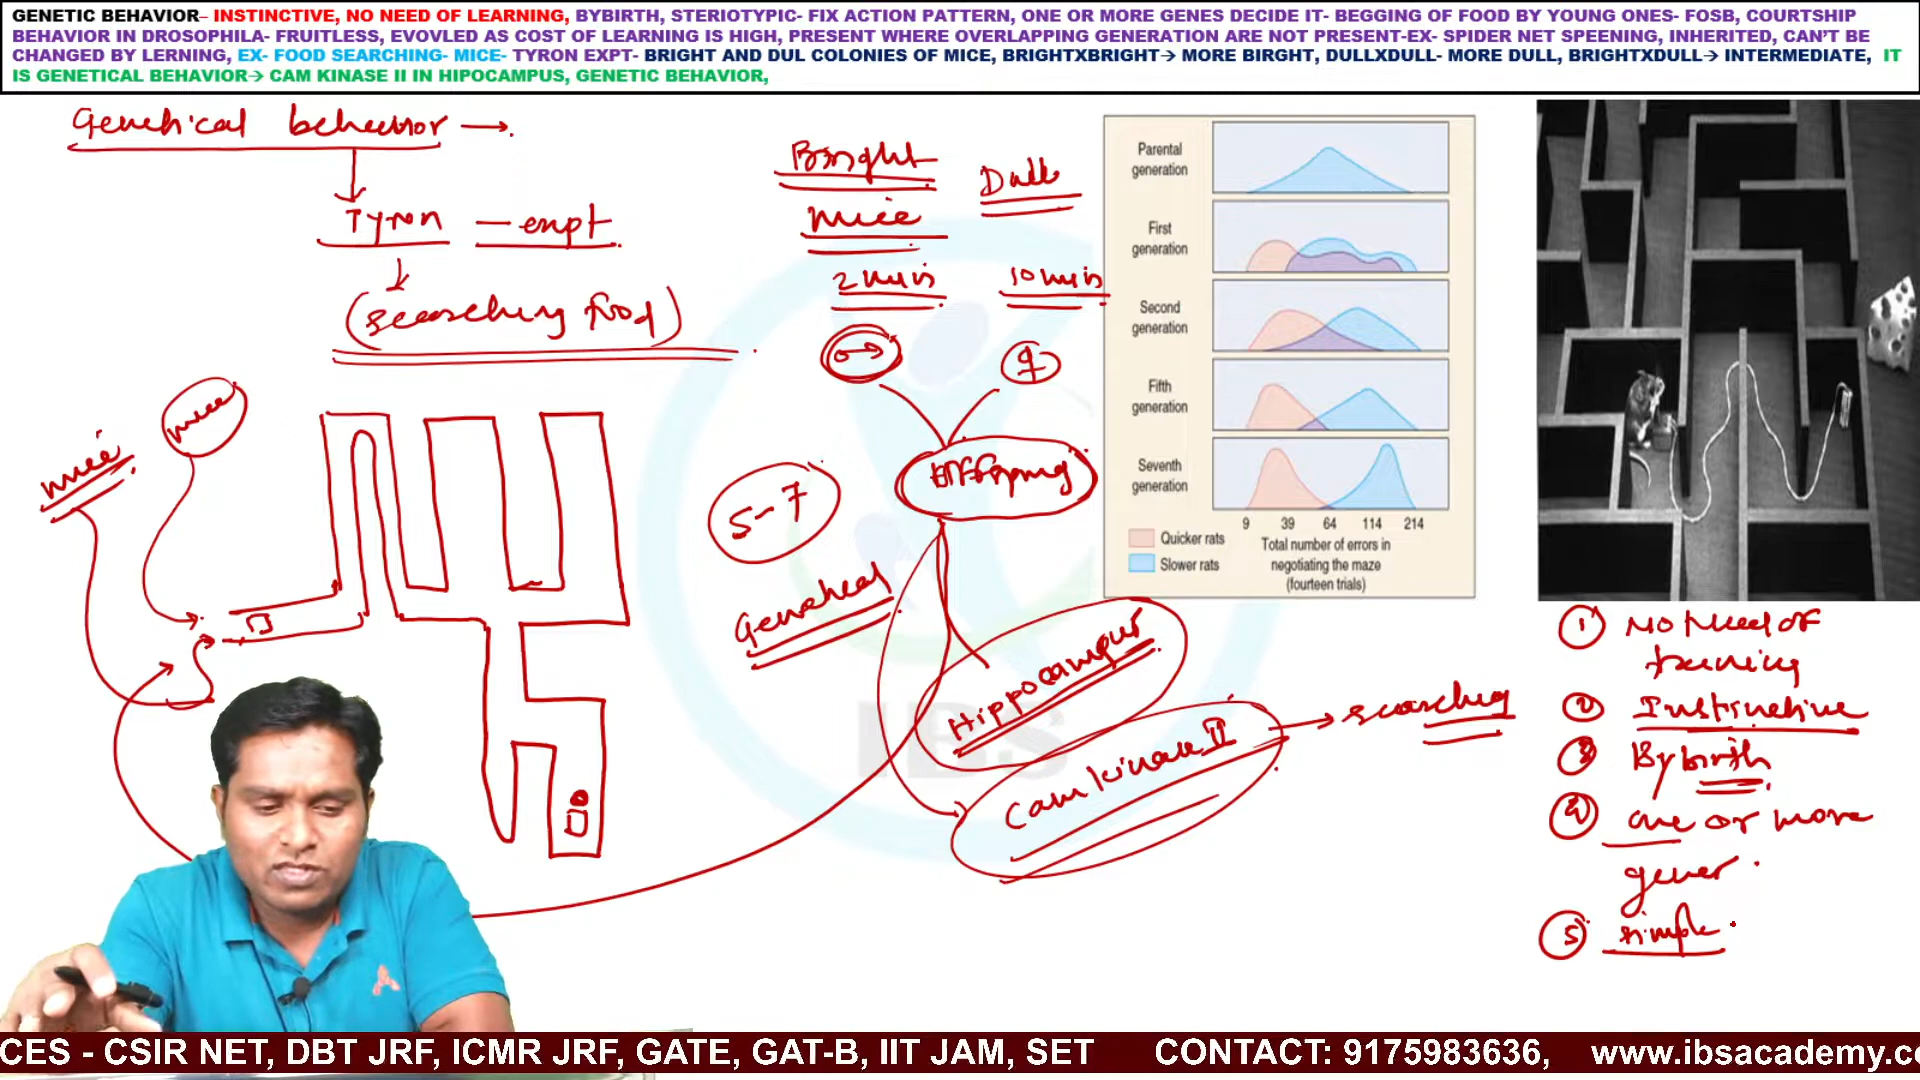 GENETIC BEHAVIOR– INSTINCTIVE, NO NEED OF LEARNING, BYBIRTH, STERIOTYPIC- FIX ACTION PATTERN, ONE OR MORE GENES DECIDE IT- BEGGING OF FOOD BY YOUNG ONES- FOSB, COURTSHIP
BEHAVIOR IN DROSOPHILA- FRUITLESS, EVOVLED AS COST OF LEARNING IS HIGH, PRESENT WHERE OVERLAPPING GENERATION ARE NOT PRESENT-EX- SPIDER NET SPEENING, INHERITED, CAN'T BE
CHANGED BY LERNING, EX- FOOD SEARCHING- MICE- TYRON EXPT- BRIGHT AND DUL COLONIES OF MICE, BRIGHTXBRIGHT→ MORE BIRGHT, DULLXDULL- MORE DULL, BRIGHTXDULL→ INTERMEDIATE, IT
IS GENETICAL BEHAVIOR→ CAM KINASE II IN HIPOCAMPUS, GENETIC BEHAVIOR,
Genetical behavior →
Tyron – expt
(searching food)
mice
mice
Bright
mice
Dull
2 min
10 min
Offspring
5-7
Genetical
Hippocampus
Cam kinase II → searching
IBS
Parental
generation
First
generation
Second
generation
Fifth
generation
Seventh
generation
9 39 64 114 214
Quicker rats
Slower rats
Total number of errors in
negotiating the maze
(fourteen trials)
① No Need of
training
② Instinctive
③ By birth
④ one or more
genes
⑤ simple
CES - CSIR NET, DBT JRF, ICMR JRF, GATE, GAT-B, IIT JAM, SET CONTACT: 9175983636, www.ibsacademy.co